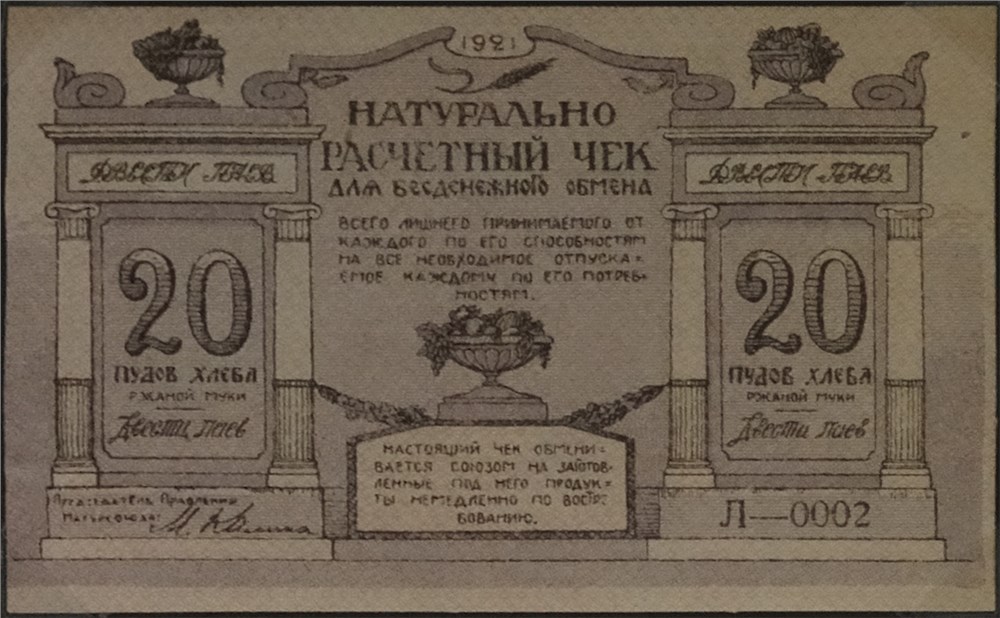 1921
НАТУРАЛЬНО
РАСЧЕТНЫЙ ЧЕК
ДЛЯ БЕЗДЕНЕЖНОГО ОБМЕНА
ДВЕСТИ ПАЕВ
ДВЕСТИ ПАЕВ
ВСЕГО ЛИШНЕГО ПРИНИМАЕМОГО ОТ
КАЖДОГО ПО ЕГО СПОСОБНОСТЯМ
НА ВСЕ НЕОБХОДИМОЕ ОТПУСКА=
ЕМОЕ КАЖДОМУ ПО ЕГО ПОТРЕБ=
НОСТЯМ.
20
ПУДОВ ХЛЕБА
РЖАНОЙ МУКИ
Двести паев
20
ПУДОВ ХЛЕБА
РЖАНОЙ МУКИ
Двести паев
НАСТОЯЩИЙ ЧЕК ОБМЕНИ=
ВАЕТСЯ СОЮЗОМ НА ЗАГОТОВ=
ЛЕННЫЕ ПОД НЕГО ПРОДУК=
ТЫ НЕМЕДЛЕННО ПО ВОСТРЕ
БОВАНИЮ.
Председатель Правления
Натурсоюза:
Л—0002